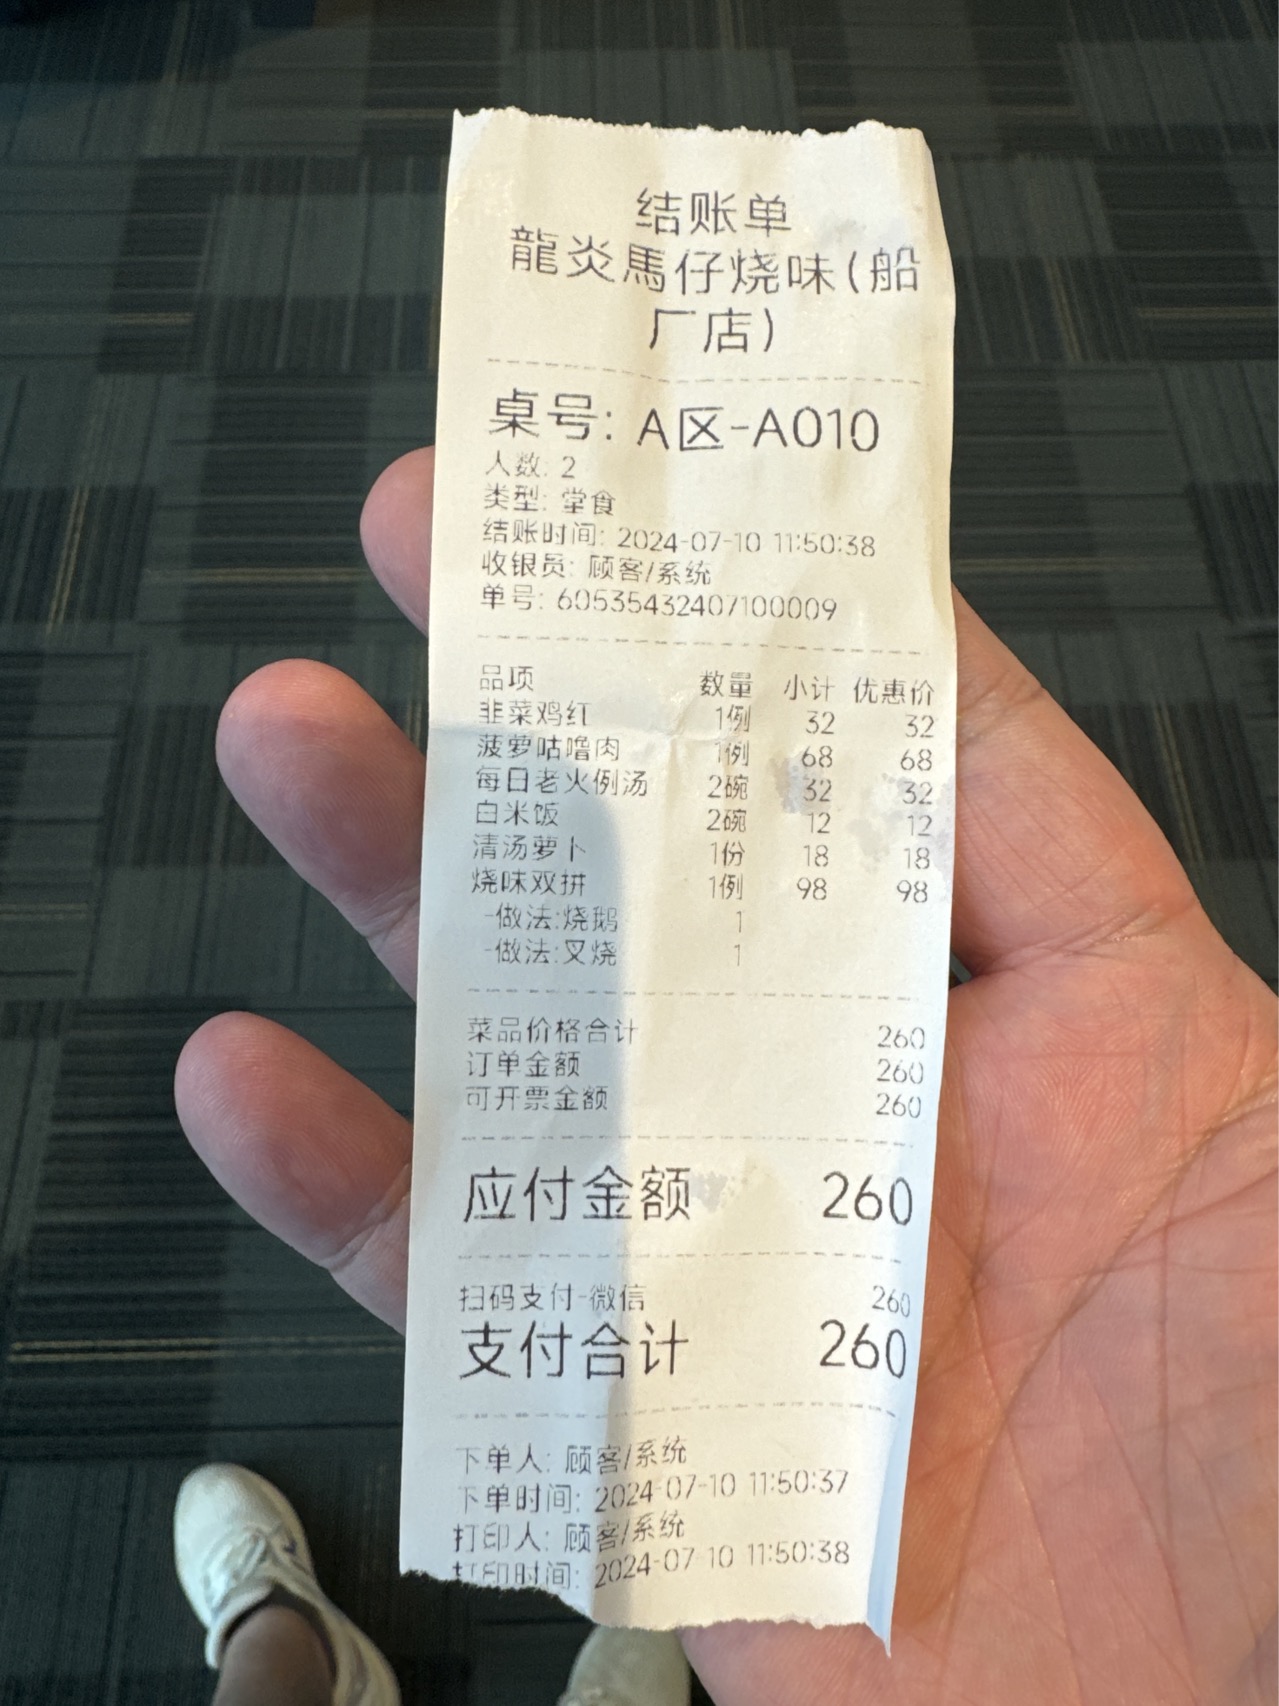 结账单
龍炎馬仔烧味(船
厂店)
桌号: A区-A010
人数: 2
类型: 堂食
结账时间: 2024-07-10 11:50:38
收银员: 顾客/系统
单号: 60535432407100009
品项 数量 小计 优惠价
韭菜鸡红 1例 32 32
菠萝咕噜肉 1例 68 68
每日老火例汤 2碗 32 32
白米饭 2碗 12 12
清汤萝卜 1份 18 18
烧味双拼 1例 98 98
-做法:烧鹅 1
-做法:叉烧 1
菜品价格合计 260
订单金额 260
可开票金额 260
应付金额 260
扫码支付-微信 260
支付合计 260
下单人: 顾客/系统
下单时间: 2024-07-10 11:50:37
打印人: 顾客/系统
打印时间: 2024-07-10 11:50:38